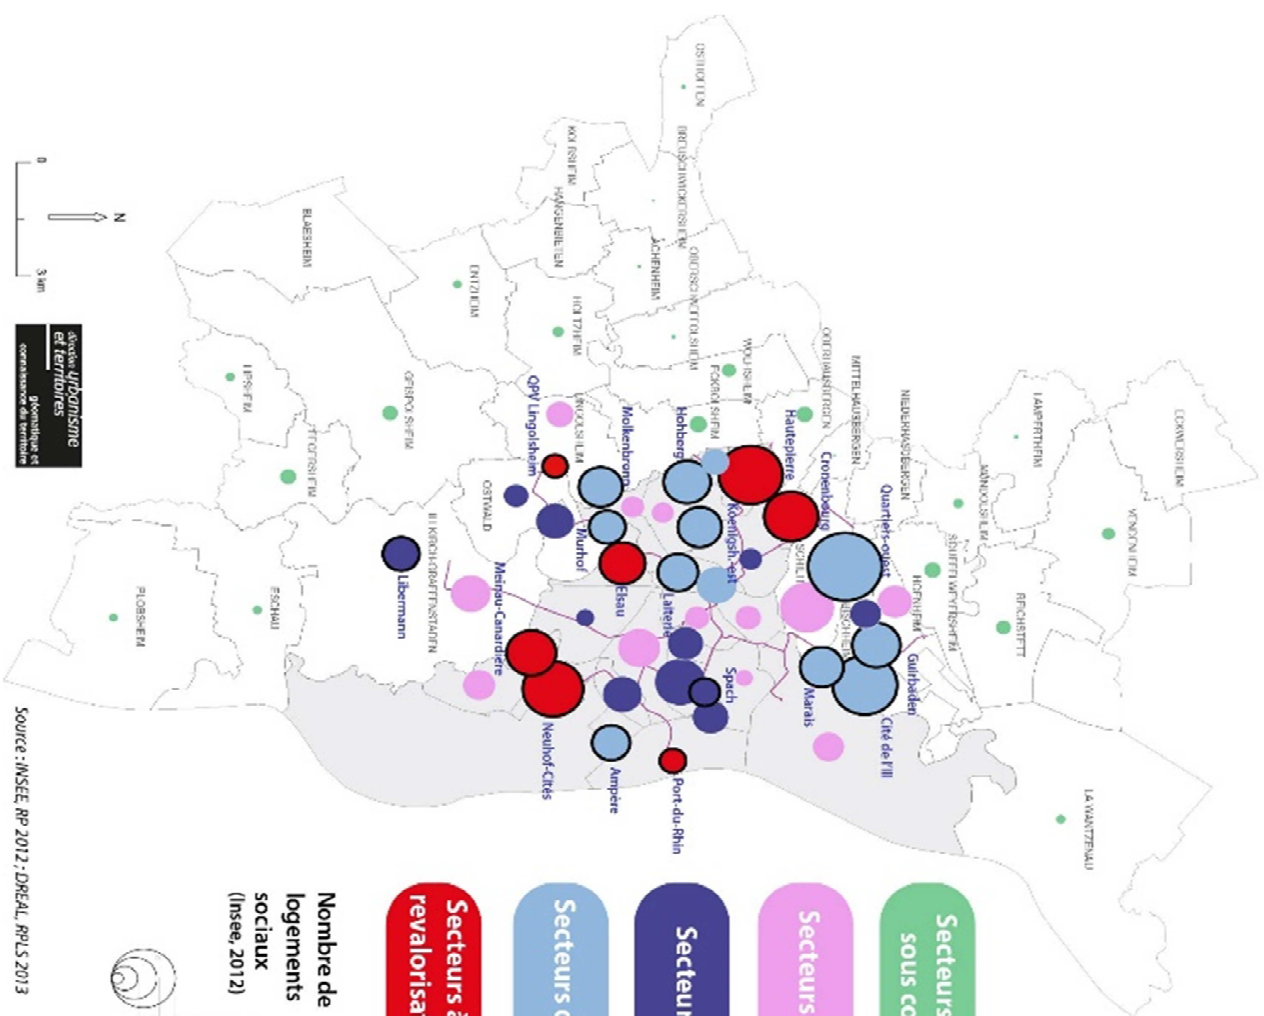 OSTHOFFEN
KOLBSHEIM
BREUSCHWICKERSHEIM
HANGENBIETEN
ACHENHEIM
OBERSCHAEFFOLSHEIM
BLAESHEIM
ENTZHEIM
HOLTZHEIM
WOLFISHEIM
ECKBOLSHEIM
OBERHAUSBERGEN
MITTELHAUSBERGEN
NIEDERHAUSBERGEN
LAMPERTHEIM
ECKWERSHEIM
MUNDOLSHEIM
VENDENHEIM
SOUFFELWEYERSHEIM
REICHSTETT
HOENHEIM
BISCHHEIM
LIPSHEIM
FEGERSHEIM
GEISPOLSHEIM
LINGOLSHEIM
OSTWALD
ILLKIRCH-GRAFFENSTADEN
PLOBSHEIM
ESCHAU
LA WANTZENAU
QPV Lingolsheim
Molkenbronn
Hohberg
Hautepierre
Cronenbourg
Quartiers-ouest
Koenigsh.-est
Murhof
Elsau
Laiterie
Libermann
Meinau-Canardière
Spach
Marais
Guirbaden
Cité de l'Ill
Neuhof-Cités
Ampère
Port-du-Rhin
N
0
3 km
direction urbanisme
et territoires
géomatique et
connaissance du territoire
Source : INSEE, RP 2012 ; DREAL, RPLS 2013
Nombre de
logements
sociaux
(Insee, 2012)
Secteurs à
revalorisat
Secteurs
Secteur
Secteurs
Secteurs
sous co